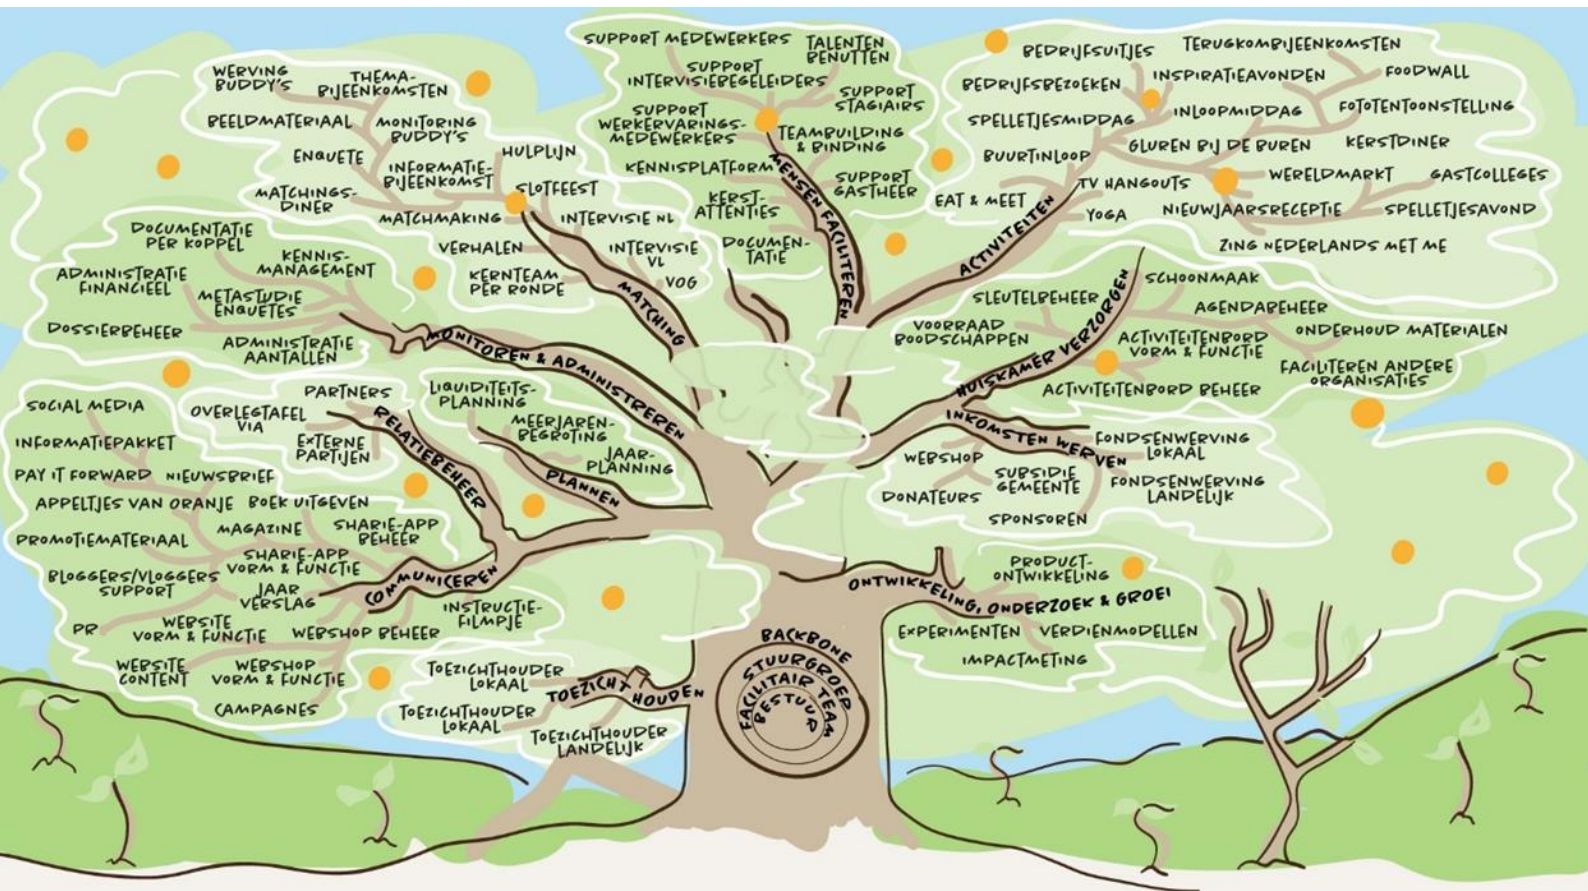 WERVING
BUDDY'S
THEMA-
BIJEENKOMSTEN
BEELDMATERIAAL
MONITORING
BUDDY'S
ENQUETE
INFORMATIE-
BIJEENKOMST
HULPLIJN
MATCHINGS-
DINER
SLOTFEEST
MATCHMAKING
INTERVISIE NL
VERHALEN
INTERVISIE
VL
KERNTEAM
PER RONDE
VOG
MATCHING
SUPPORT MEDEWERKERS
TALENTEN
BENUTTEN
SUPPORT
INTERVISIEBEGELEIDERS
SUPPORT
STAGIAIRS
SUPPORT
WERKERVARINGS-
MEDEWERKERS
TEAMBUILDING
& BINDING
KENNISPLATFORM
SUPPORT
GASTHEER
KERST-
ATTENTIES
DOCUMEN-
TATIE
MENSEN FACILITEREN
BEDRIJFSUITJES
TERUGKOMBIJEENKOMSTEN
BEDRIJFSBEZOEKEN
INSPIRATIEAVONDEN
FOODWALL
SPELLETJESMIDDAG
INLOOPMIDDAG
FOTOTENTOONSTELLING
BUURTINLOOP
GLUREN BIJ DE BUREN
KERSTDINER
TV HANGOUTS
WERELDMARKT
GASTCOLLEGES
EAT & MEET
YOGA
NIEUWJAARSRECEPTIE
SPELLETJESAVOND
ZING NEDERLANDS MET ME
ACTIVITEITEN
DOCUMENTATIE
PER KOPPEL
KENNIS-
MANAGEMENT
ADMINISTRATIE
FINANCIEEL
METASTUDIE
ENQUETES
DOSSIERBEHEER
ADMINISTRATIE
AANTALLEN
MONITOREN & ADMINISTREREN
SCHOONMAAK
SLEUTELBEHEER
AGENDABEHEER
VOORRAAD
BOODSCHAPPEN
ACTIVITEITENBORD
VORM & FUNCTIE
ONDERHOUD MATERIALEN
FACILITEREN ANDERE
ORGANISATIES
ACTIVITEITENBORD BEHEER
HUISKAMER VERZORGEN
PARTNERS
OVERLEGTAFEL
VIA
EXTERNE
PARTIJEN
RELATIEBEHEER
LIQUIDITEITS-
PLANNING
MEERJAREN-
BEGROTING
JAAR-
PLANNING
PLANNEN
INKOMSTEN WERVEN
FONDSENWERVING
LOKAAL
WEBSHOP
SUBSIDIE
GEMEENTE
FONDSENWERVING
LANDELIJK
DONATEURS
SPONSOREN
SOCIAL MEDIA
INFORMATIEPAKKET
PAY IT FORWARD
NIEUWSBRIEF
APPELTJES VAN ORANJE
BOEK UITGEVEN
PROMOTIEMATERIAAL
MAGAZINE
SHARIE-APP
BEHEER
SHARIE-APP
VORM & FUNCTIE
BLOGGERS/VLOGGERS
SUPPORT
JAAR
VERSLAG
COMMUNICEREN
PR
WEBSITE
VORM & FUNCTIE
WEBSHOP BEHEER
INSTRUCTIE-
FILMPJE
WEBSITE
CONTENT
WEBSHOP
VORM & FUNCTIE
CAMPAGNES
PRODUCT-
ONTWIKKELING
ONTWIKKELING, ONDERZOEK & GROEI
EXPERIMENTEN
VERDIENMODELLEN
IMPACTMETING
TOEZICHTHOUDER
LOKAAL
TOEZICHT HOUDEN
TOEZICHTHOUDER
LOKAAL
TOEZICHTHOUDER
LANDELIJK
BACKBONE
STUURGROEP
FACILITAIR TEAM
BESTUUR